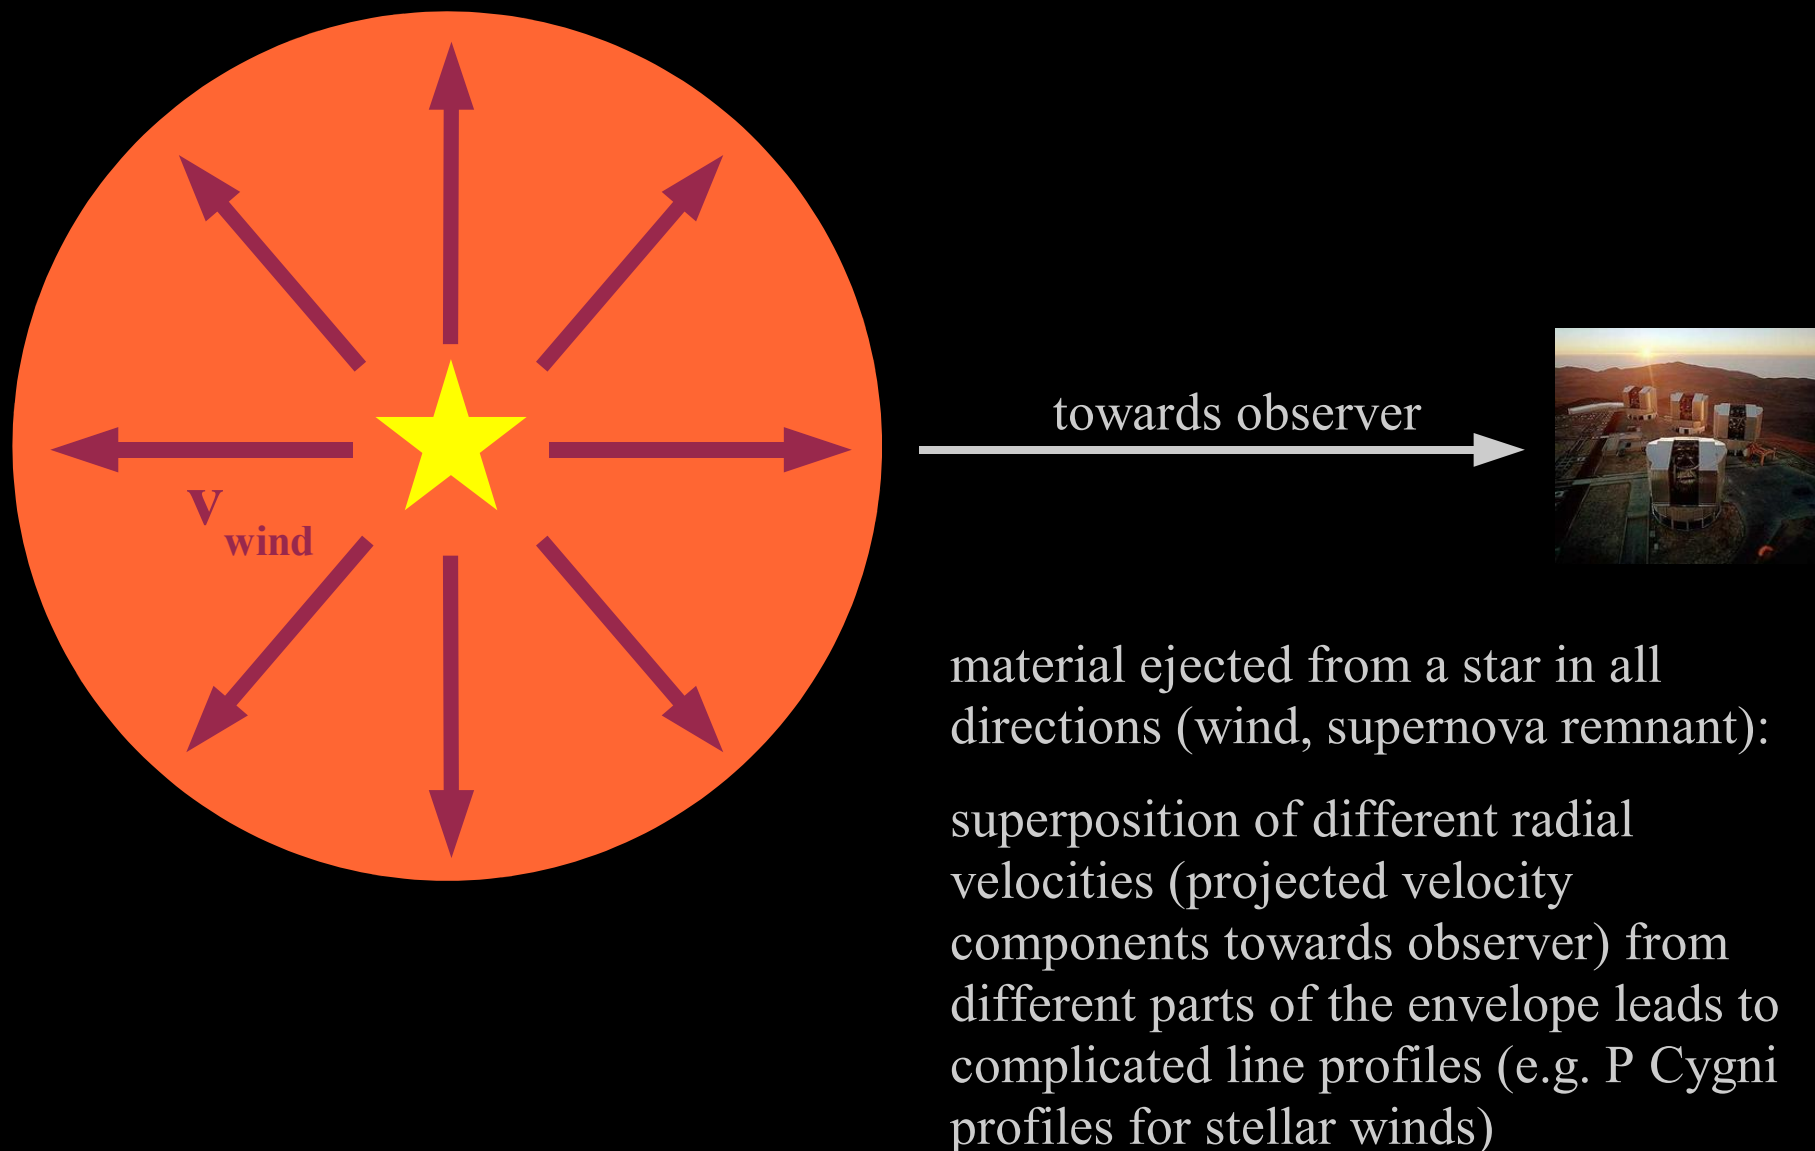 towards observer
v
wind
material ejected from a star in all
directions (wind, supernova remnant):
superposition of different radial
velocities (projected velocity
components towards observer) from
different parts of the envelope leads to
complicated line profiles (e.g. P Cygni
profiles for stellar winds)